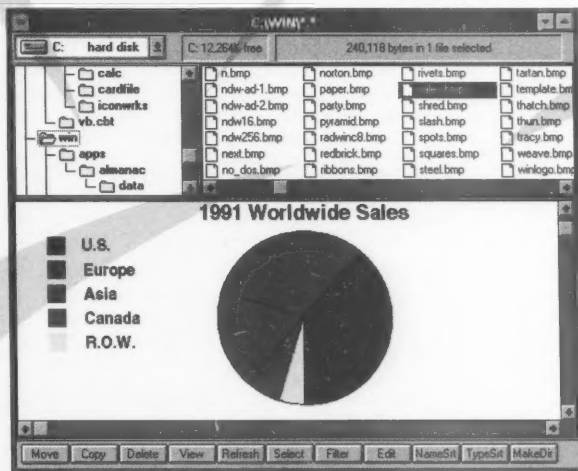 C:\WIN\*.*
C: hard disk
C: 12,264K free
240,118 bytes in 1 file selected
calc
cardfile
iconwrks
vb.cbt
win
apps
almanac
data
n.bmp
ndw-ad-1.bmp
ndw-ad-2.bmp
ndw16.bmp
ndw256.bmp
next.bmp
no_dos.bmp
norton.bmp
paper.bmp
party.bmp
pyramid.bmp
radwinc8.bmp
redbrick.bmp
ribbons.bmp
rivets.bmp
shred.bmp
slash.bmp
spots.bmp
squares.bmp
steel.bmp
tartan.bmp
template.bm
thatch.bmp
thun.bmp
tracy.bmp
weave.bmp
winlogo.bmp
1991 Worldwide Sales
U.S.
Europe
Asia
Canada
R.O.W.
Move Copy Delete View Refresh Select Filter Edit NameSrt TypeSrt MakeDir